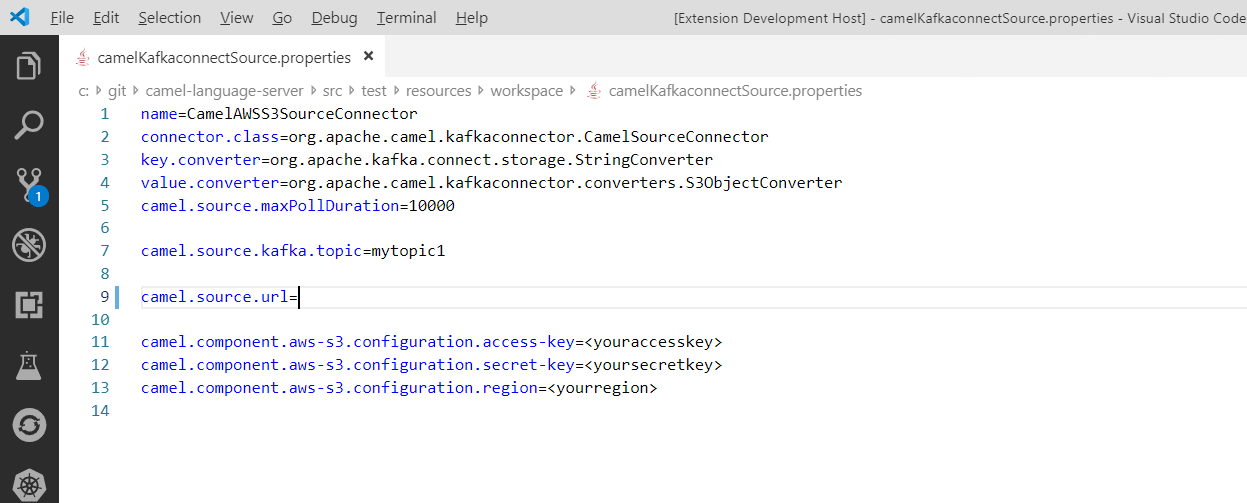 File Edit Selection View Go Debug Terminal Help [Extension Development Host] - camelKafkaconnectSource.properties - Visual Studio Code
camelKafkaconnectSource.properties ×
c: git camel-language-server src test resources workspace camelKafkaconnectSource.properties
1 name=CamelAWSS3SourceConnector
2 connector.class=org.apache.camel.kafkaconnector.CamelSourceConnector
3 key.converter=org.apache.kafka.connect.storage.StringConverter
4 value.converter=org.apache.camel.kafkaconnector.converters.S3ObjectConverter
5 camel.source.maxPollDuration=10000
6
7 camel.source.kafka.topic=mytopic1
8
9 camel.source.url=
10
11 camel.component.aws-s3.configuration.access-key=<youraccesskey>
12 camel.component.aws-s3.configuration.secret-key=<yoursecretkey>
13 camel.component.aws-s3.configuration.region=<yourregion>
14
1